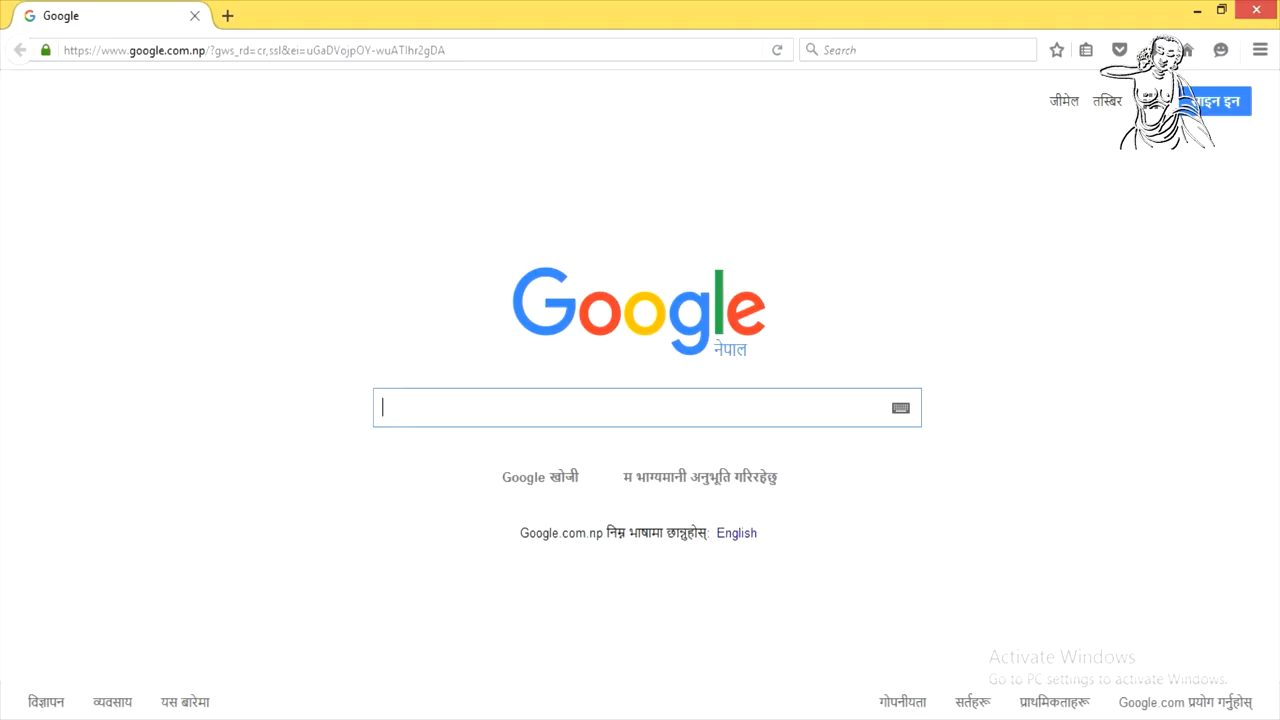 Google
https://www.google.com.np/?gws_rd=cr,ssl&ei=uGaDVojpOY-wuATIhr2gDA
Search
जीमेल तस्बिर साइन इन
Google
नेपाल
Google खोजी म भाग्यमानी अनुभूति गरिरहेछु
Google.com.np निम्न भाषामा छान्नुहोस्: English
Activate Windows
Go to PC settings to activate Windows.
विज्ञापन व्यवसाय यस बारेमा गोपनीयता सर्तहरू प्राथमिकताहरू Google.com प्रयोग गर्नुहोस्